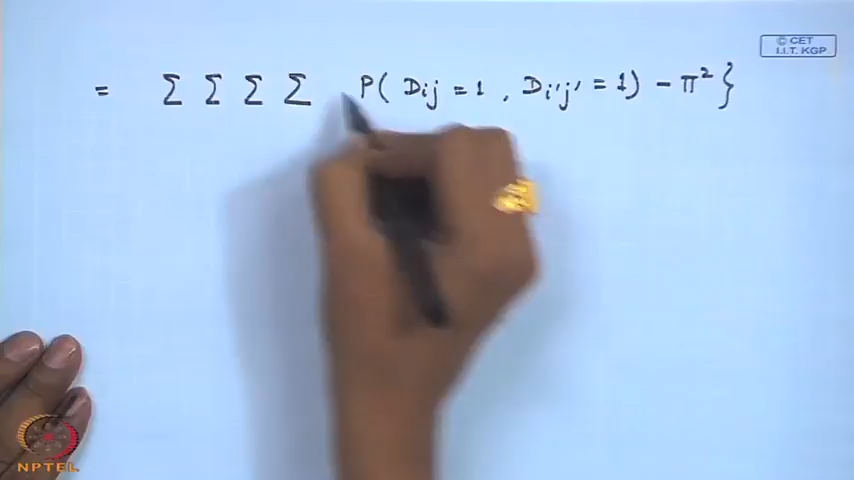 © CET
I.I.T. KGP
= Σ Σ Σ Σ P( Dij = 1 , Di'j' = 1) - π² }
NPTEL